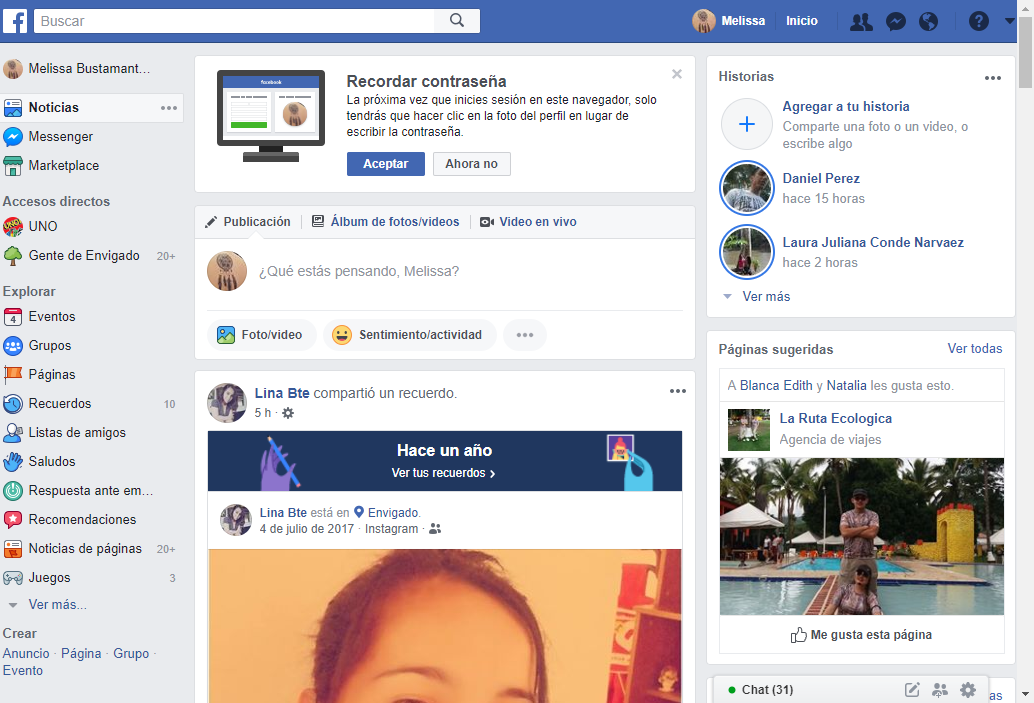 Buscar
Melissa
Inicio
Melissa Bustamant...
Noticias
Messenger
Marketplace
Accesos directos
UNO
Gente de Envigado 20+
Explorar
4
Eventos
Grupos
Páginas
Recuerdos 10
Listas de amigos
Saludos
Respuesta ante em...
Recomendaciones
Noticias de páginas 20+
Juegos 3
Ver más...
Crear
Anuncio · Página · Grupo ·
Evento
facebook
Recordar contraseña
La próxima vez que inicies sesión en este navegador, solo
tendrás que hacer clic en la foto del perfil en lugar de
escribir la contraseña.
Aceptar
Ahora no
Publicación
Álbum de fotos/videos
Video en vivo
¿Qué estás pensando, Melissa?
Foto/video
Sentimiento/actividad
Lina Bte compartió un recuerdo.
5 h ·
Hace un año
Ver tus recuerdos ›
Lina Bte está en Envigado.
4 de julio de 2017 · Instagram ·
Historias
Agregar a tu historia
Comparte una foto o un video, o
escribe algo
Daniel Perez
hace 15 horas
Laura Juliana Conde Narvaez
hace 2 horas
Ver más
Páginas sugeridas
Ver todas
A Blanca Edith y Natalia les gusta esto.
La Ruta Ecologica
Agencia de viajes
Me gusta esta página
Chat (31)